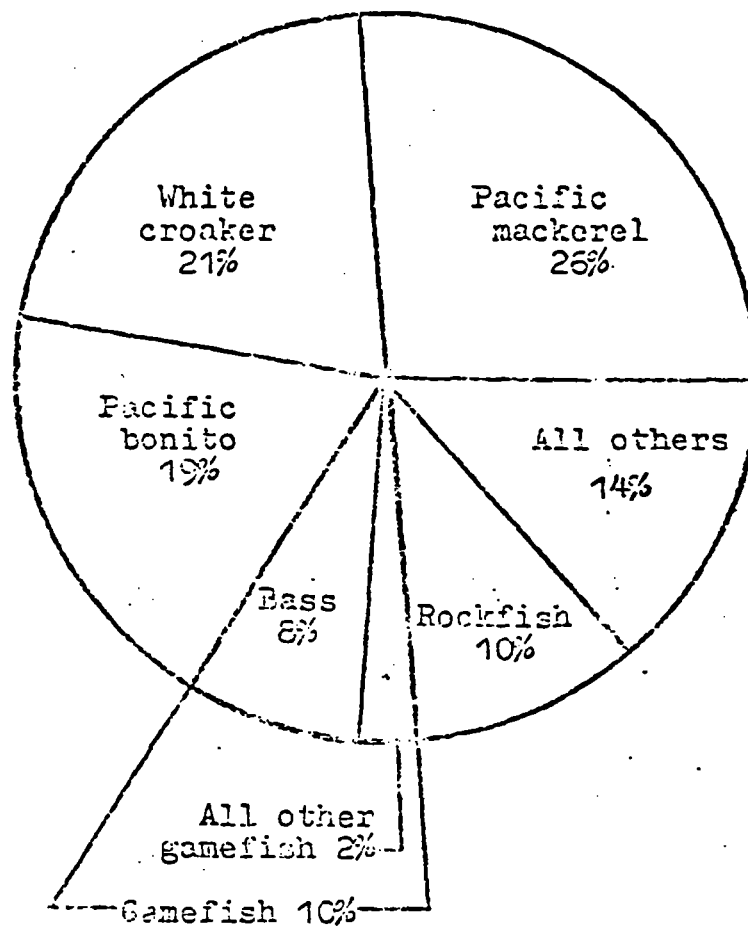 White
croaker
21%
Pacific
mackerel
26%
Pacific
bonito
19%
All others
14%
Bass
8%
Rockfish
10%
All other
gamefish 2%
Gamefish 10%